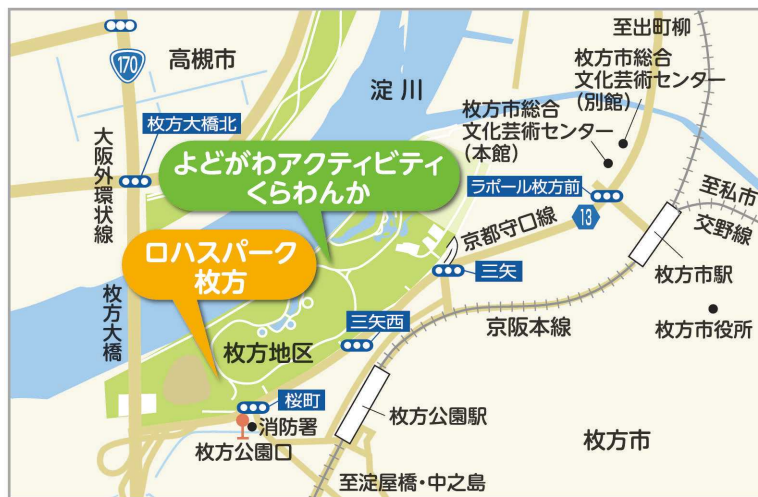 170
高槻市
淀川
至出町柳
枚方市総合
文化芸術センター
(別館)
枚方市総合
文化芸術センター
(本館)
大阪外環状線
枚方大橋北
よどがわアクティビティ
くらわんか
ラポール枚方前
至私市
交野線
13
京都守口線
ロハスパーク
枚方
三矢
枚方市駅
枚方大橋
三矢西
京阪本線
枚方市役所
枚方地区
桜町
消防署
枚方公園口
枚方公園駅
枚方市
至淀屋橋・中之島